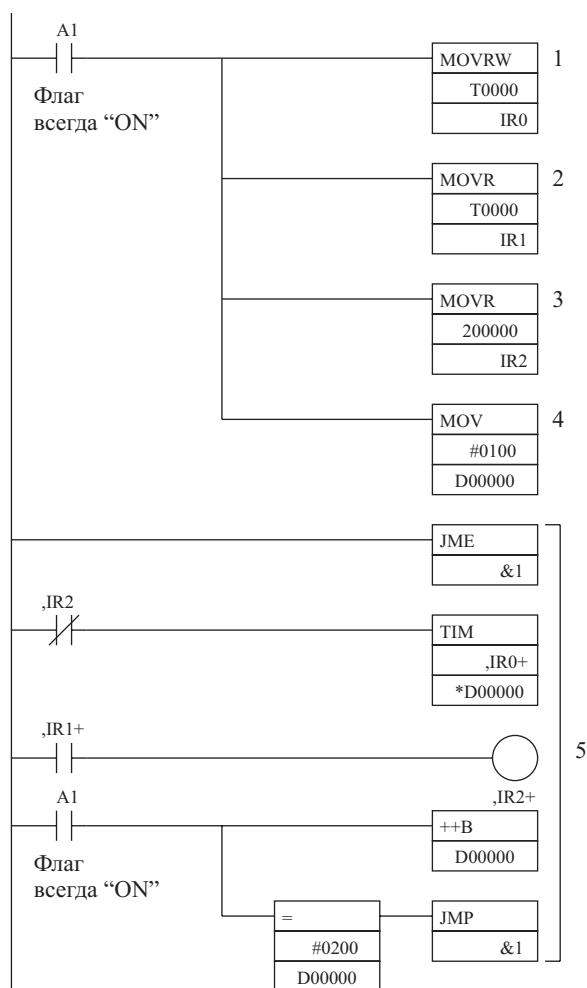 A1
Флаг
всегда “ON”
MOVRW
T0000
IR0
1
MOVR
T0000
IR1
2
MOVR
200000
IR2
3
MOV
#0100
D00000
4
JME
&1
,IR2
TIM
,IR0+
*D00000
,IR1+
,IR2+
5
A1
Флаг
всегда “ON”
++B
D00000
=
#0200
D00000
JMP
&1